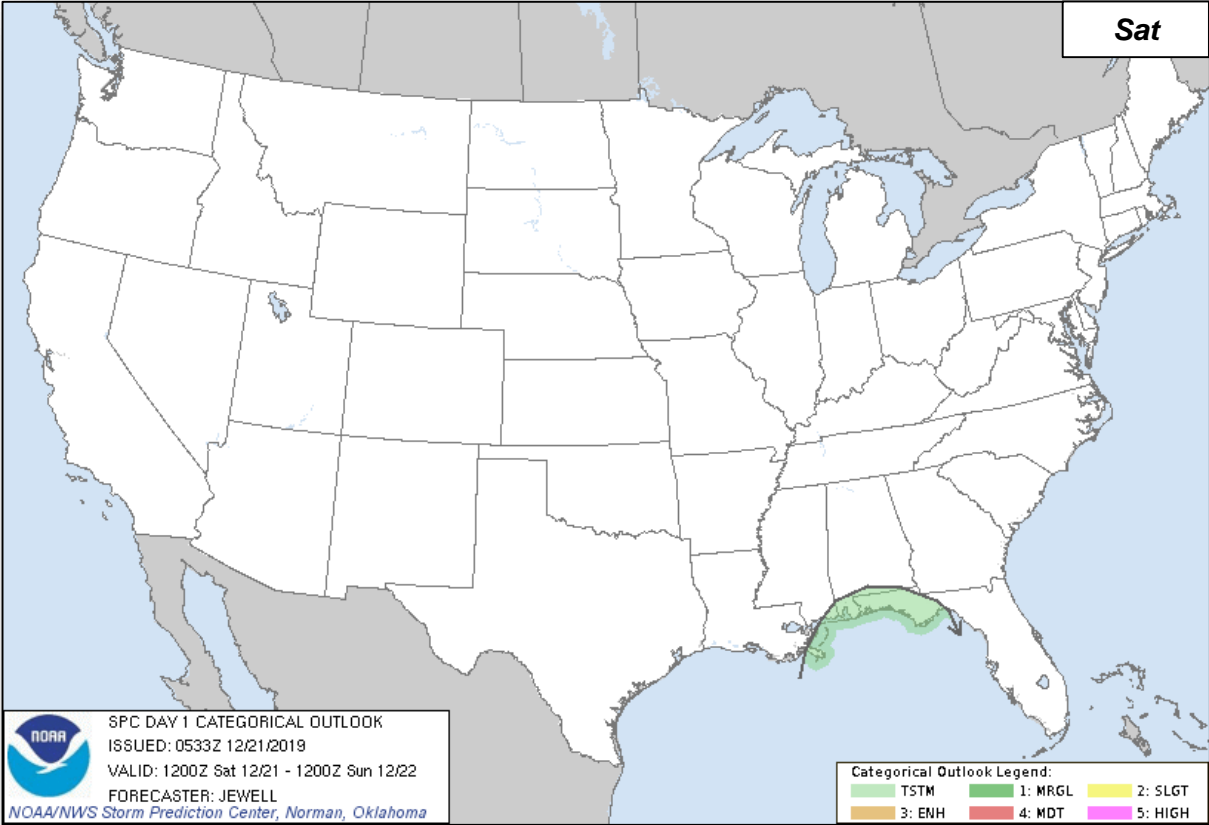 Sat
NOAA
SPC DAY 1 CATEGORICAL OUTLOOK
ISSUED: 0533Z 12/21/2019
VALID: 1200Z Sat 12/21 - 1200Z Sun 12/22
FORECASTER: JEWELL
NOAA/NWS Storm Prediction Center, Norman, Oklahoma
Categorical Outlook Legend:
TSTM 1: MRGL 2: SLGT
3: ENH 4: MDT 5: HIGH